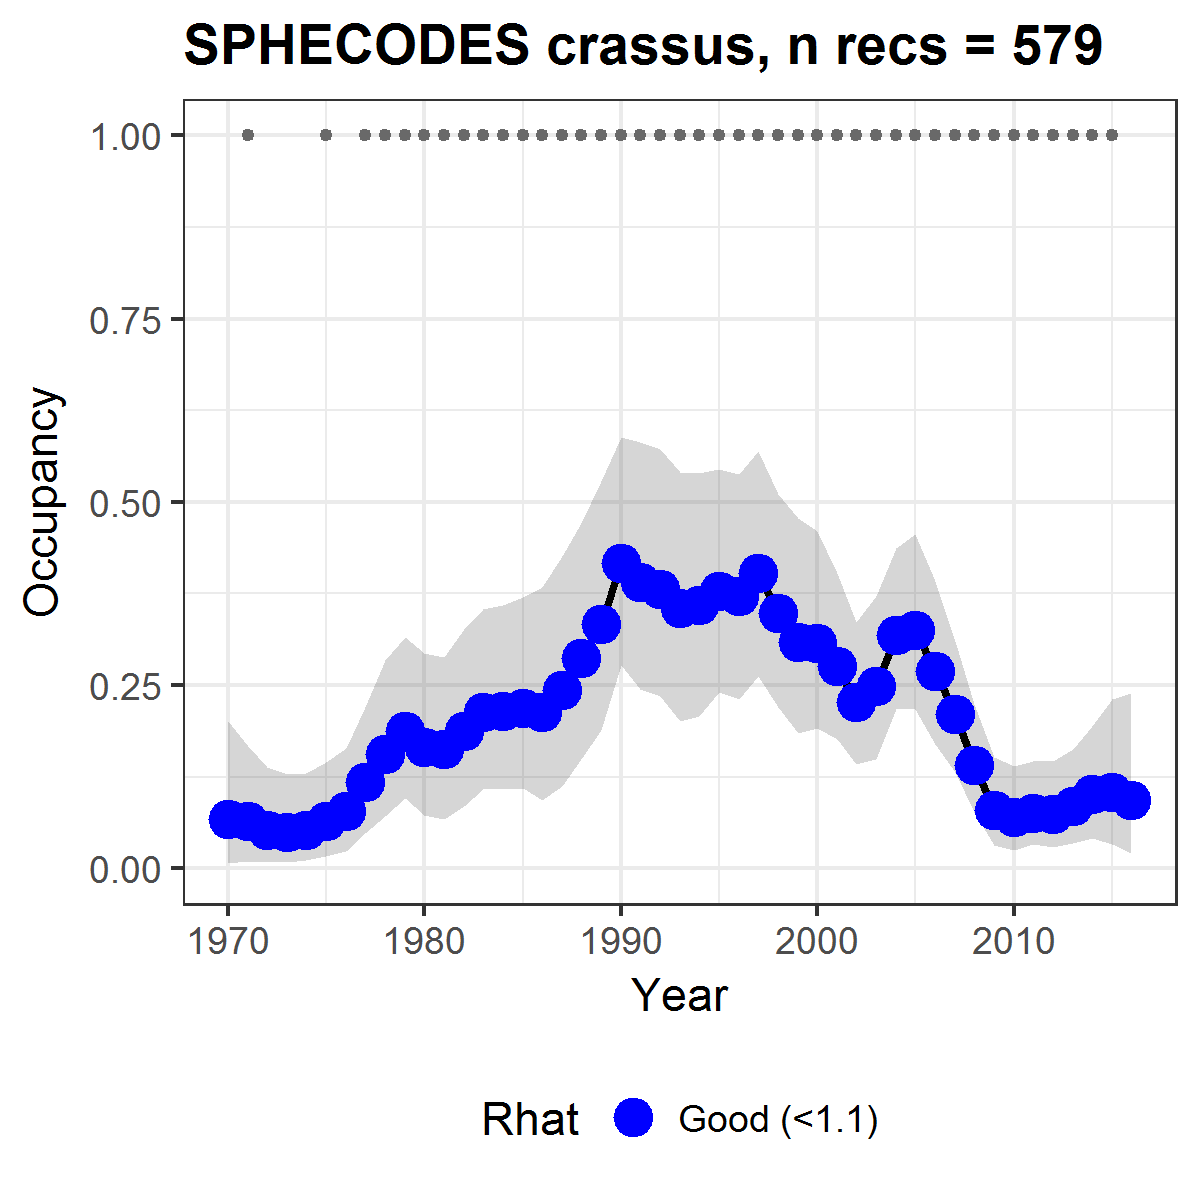 SPHECODES crassus, n recs = 579
1.00
0.75
0.50
0.25
0.00
Occupancy
1970 1980 1990 2000 2010
Year
Rhat Good (<1.1)